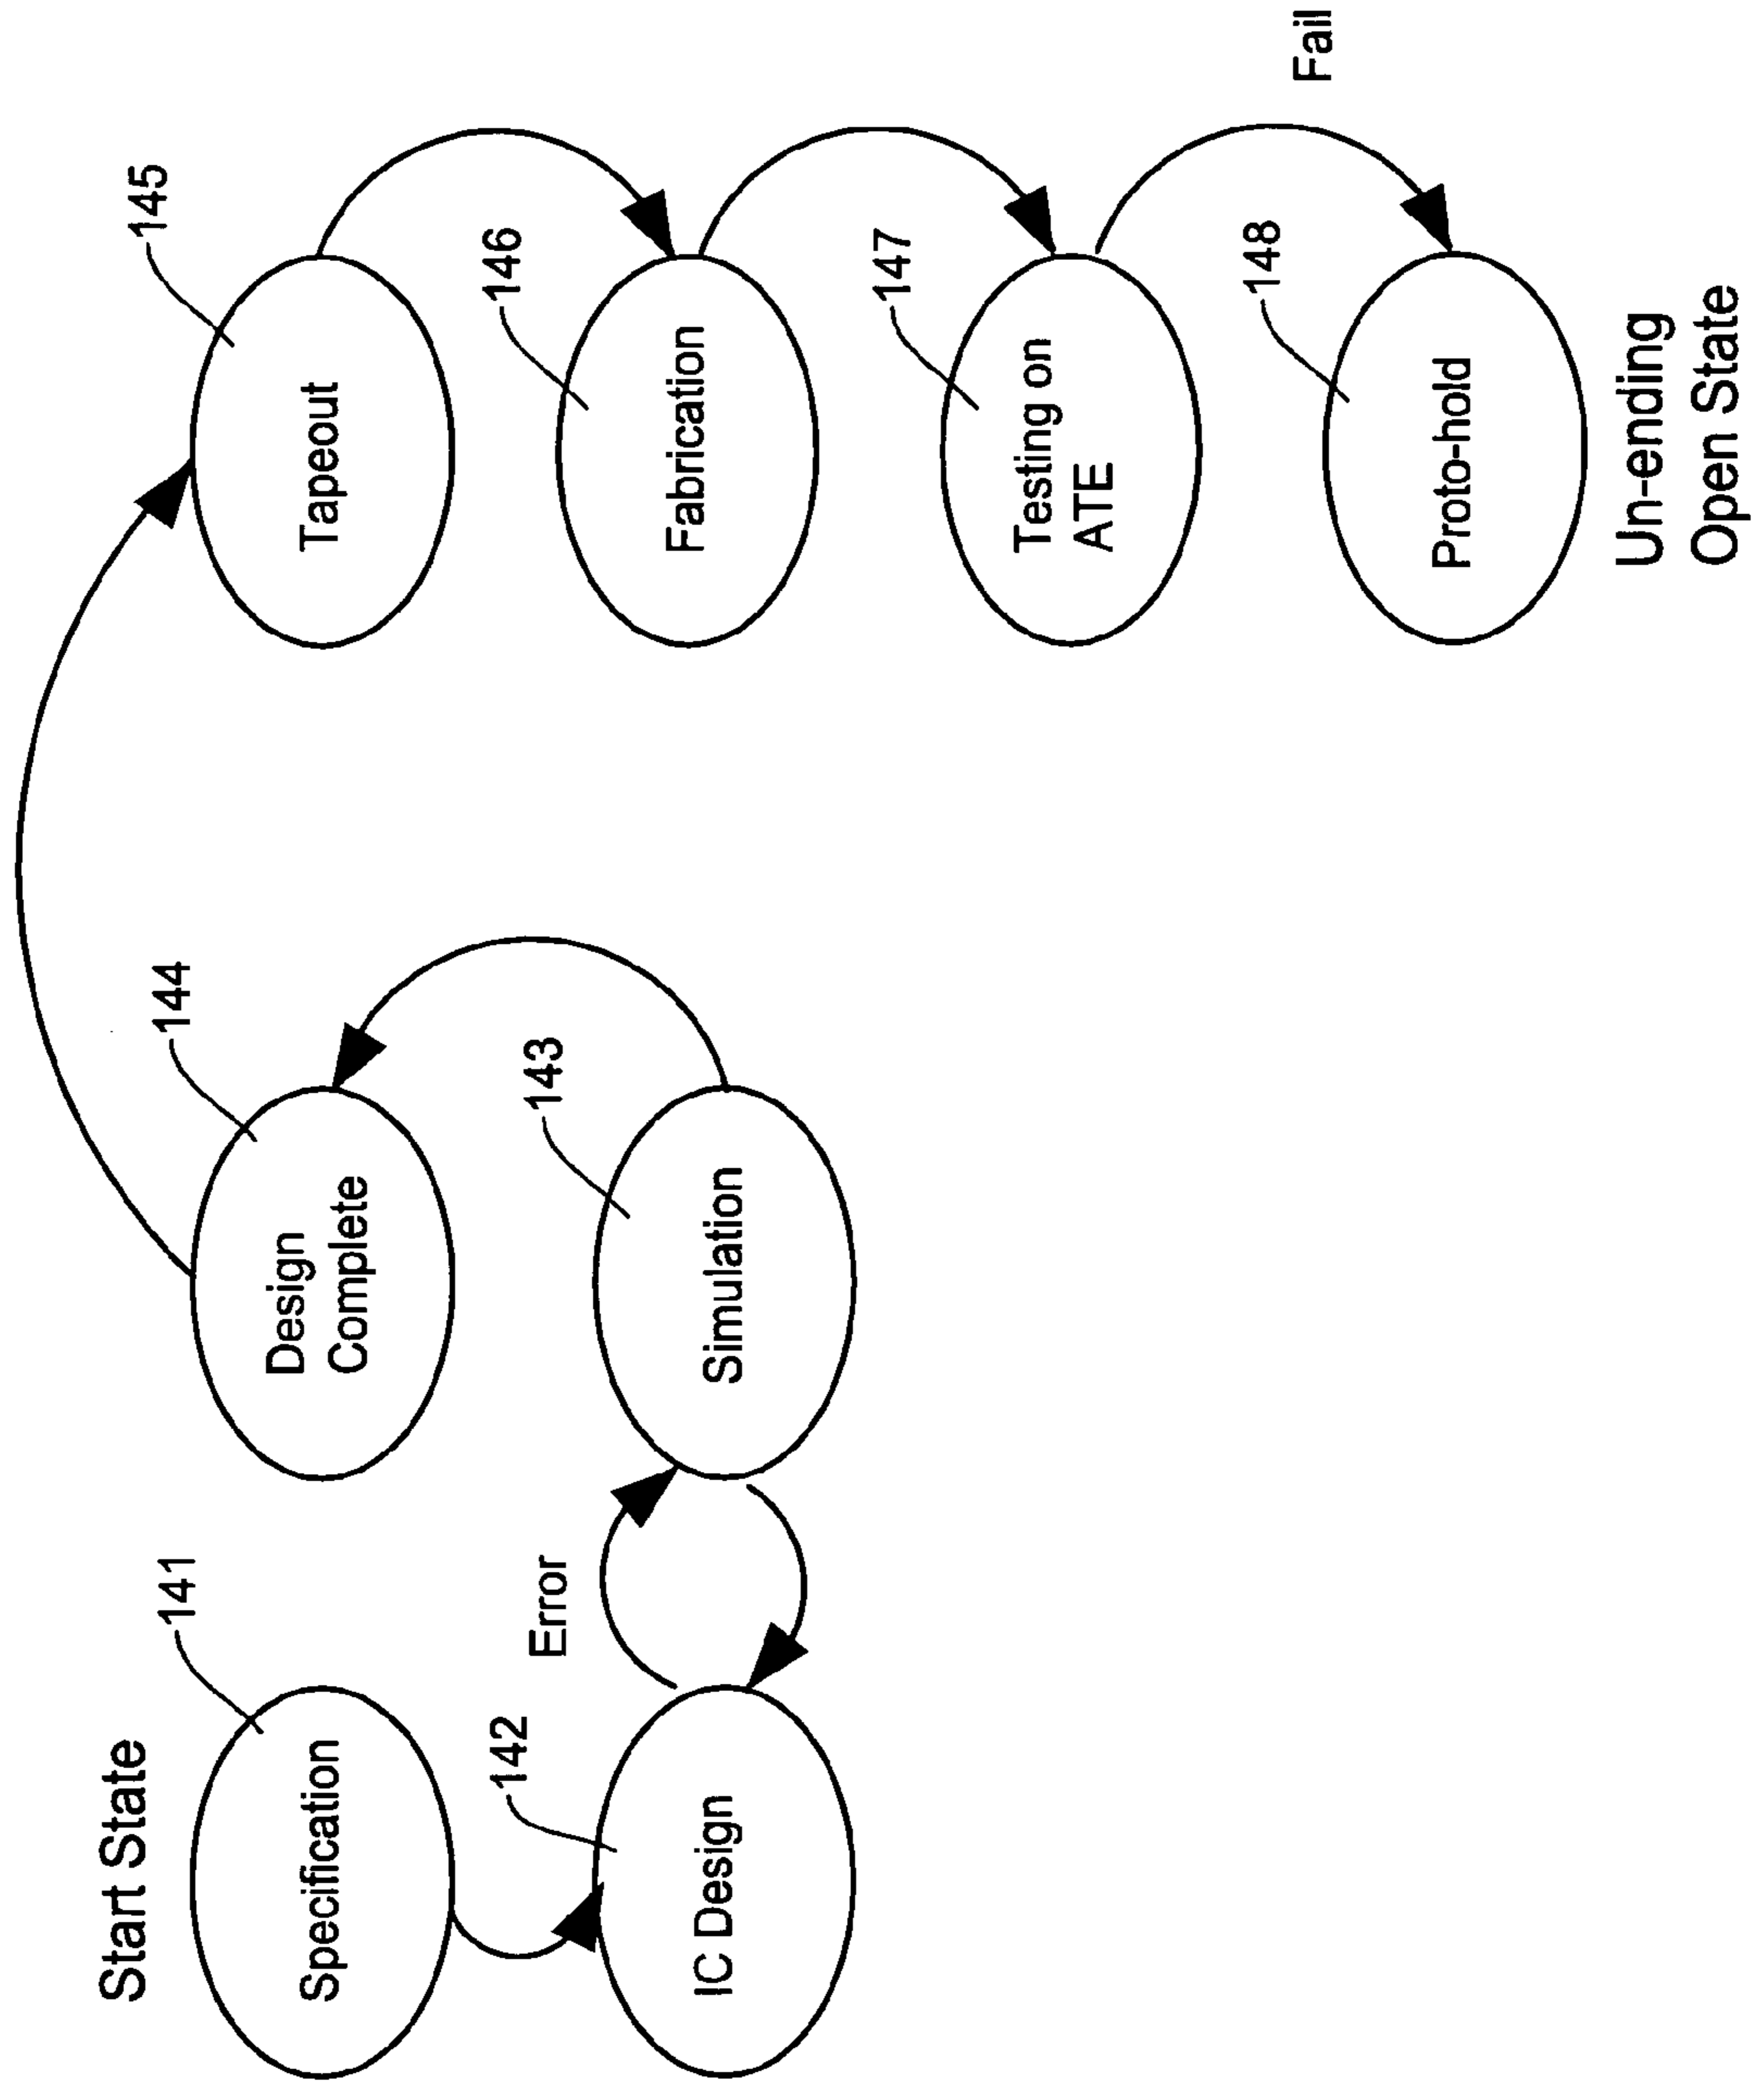 Start State
141
Specification
142
IC Design
Error
143
Simulation
144
Design
Complete
145
Tapeout
146
Fabrication
147
Testing on
ATE
Fail
148
Proto-hold
Un-ending
Open State